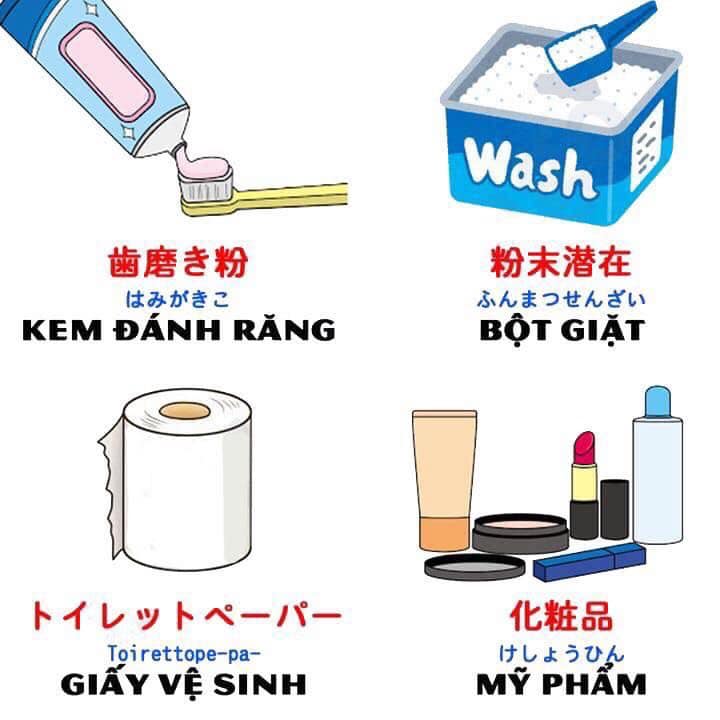 Wash
歯磨き粉
はみがきこ
KEM ĐÁNH RĂNG
粉末潜在
ふんまつせんざい
BỘT GIẶT
トイレットペーパー
Toirettope-pa-
GIẤY VỆ SINH
化粧品
けしょうひん
MỸ PHẨM